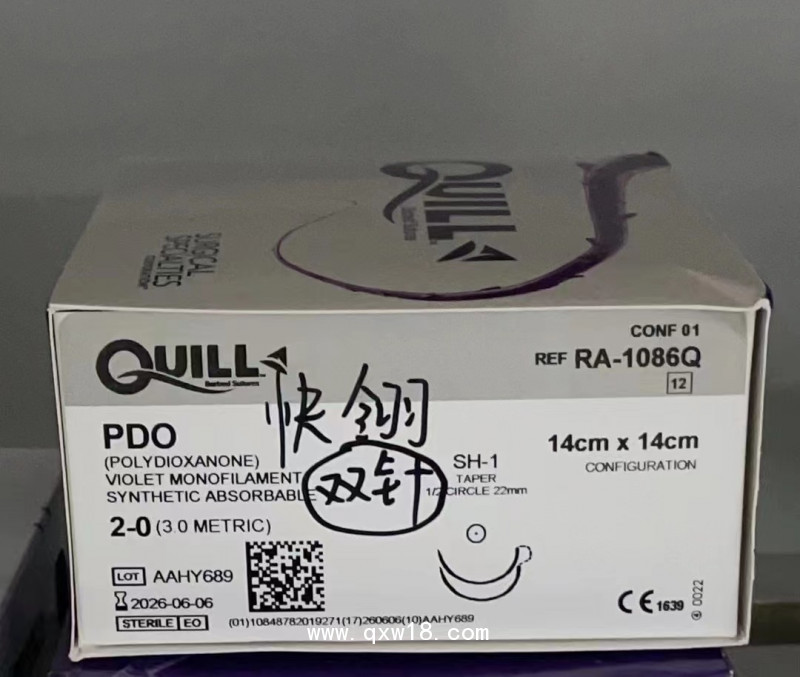 QUILL
SURGICAL
SPECIALTIES
QUILL
Barbed Sutures
CONF 01
REF RA-1086Q
12
快翎
双针
PDO
(POLYDIOXANONE)
VIOLET MONOFILAMENT
SYNTHETIC ABSORBABLE
2-0 (3.0 METRIC)
SH-1
TAPER
1/2 CIRCLE 22mm
14cm x 14cm
CONFIGURATION
LOT AAHY689
2026-06-06
STERILE EO
(01)10848782019271(17)260606(10)AAHY689
CE 1639
0022
www.qxw18.com